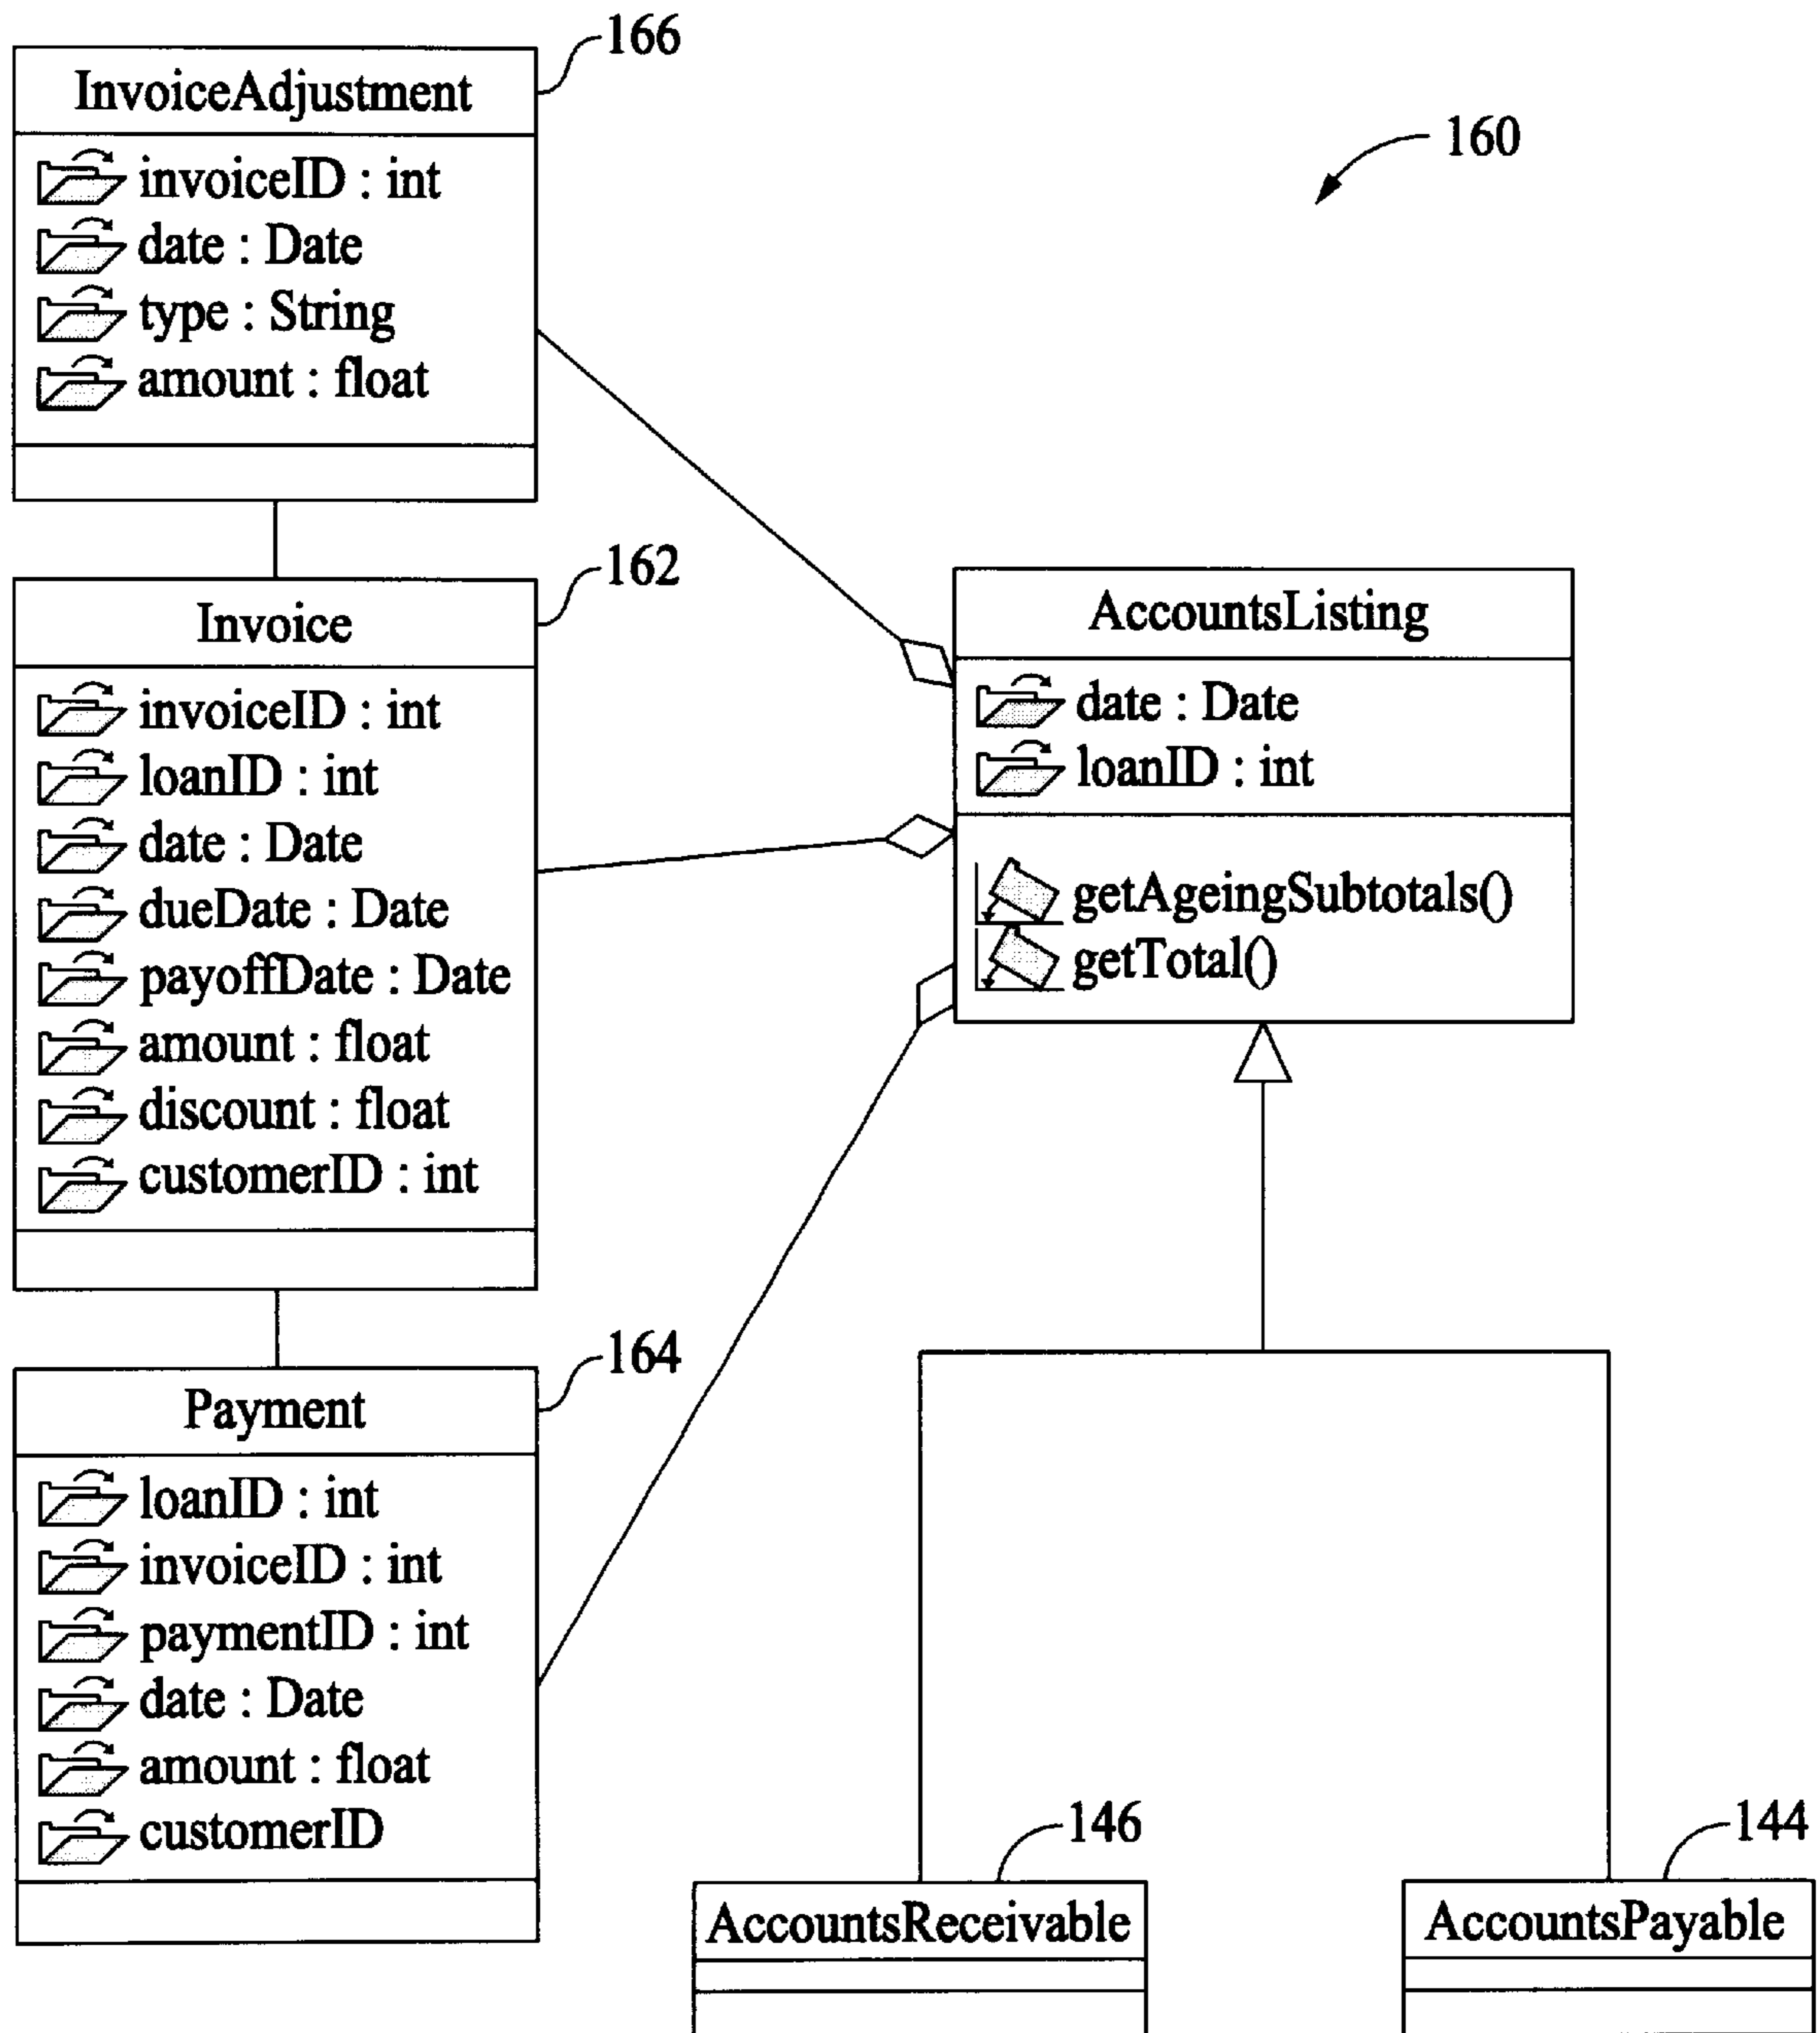 166
InvoiceAdjustment
invoiceID : int
date : Date
type : String
amount : float
160
162
Invoice
invoiceID : int
loanID : int
date : Date
dueDate : Date
payoffDate : Date
amount : float
discount : float
customerID : int
AccountsListing
date : Date
loanID : int
getAgeingSubtotals()
getTotal()
164
Payment
loanID : int
invoiceID : int
paymentID : int
date : Date
amount : float
customerID
146
AccountsReceivable
144
AccountsPayable